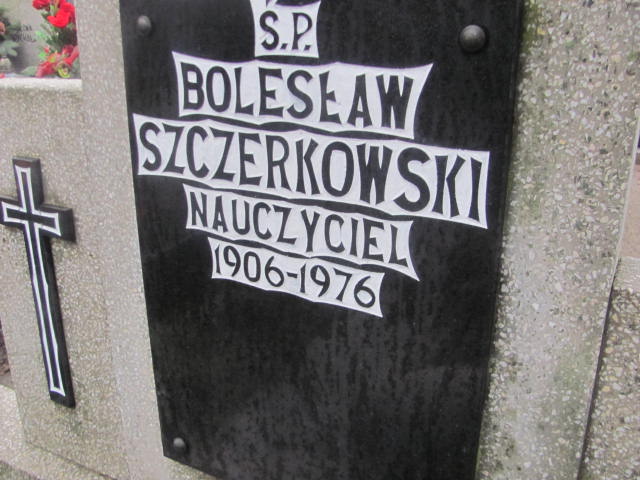 Ś.P.
BOLESŁAW
SZCZERKOWSKI
NAUCZYCIEL
1906-1976